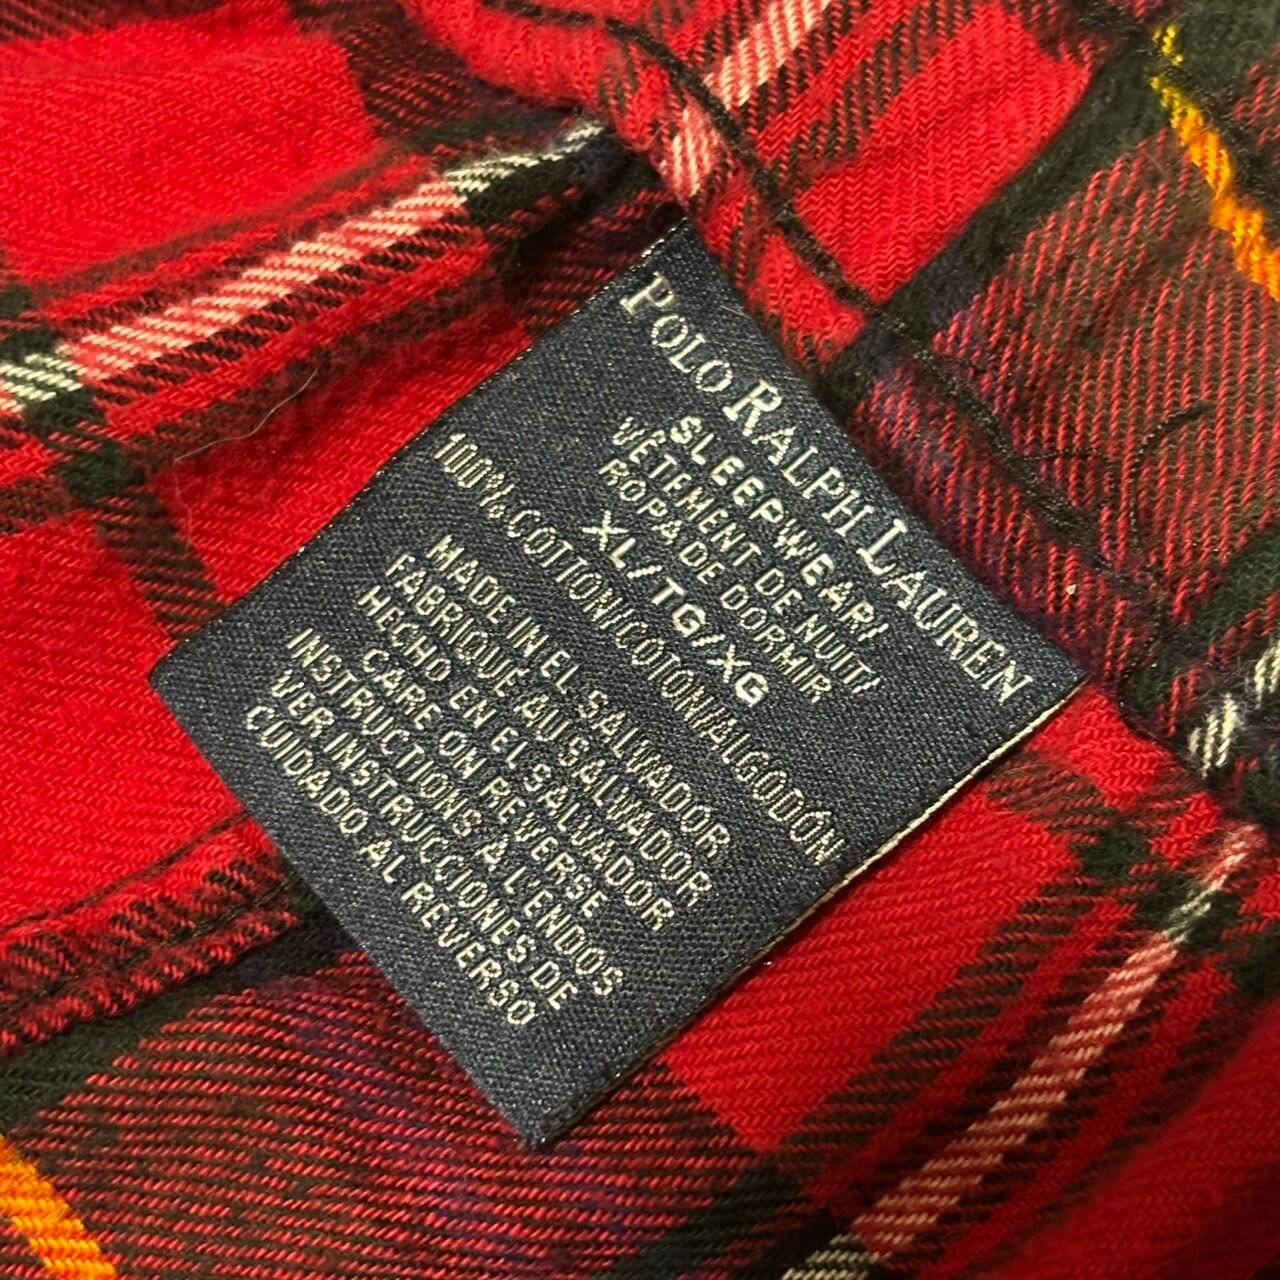 POLO RALPH LAUREN
SLEEPWEAR/
VÊTEMENT DE NUIT/
ROPA DE DORMIR
XL/TG/XG
100% COTTON/COTON/ALGODÓN
MADE IN EL SALVADOR
FABRIQUÉ AU SALVADOR
HECHO EN EL SALVADOR
CARE ON REVERSE
INSTRUCTIONS À L'ENDOS
VER INSTRUCCIONES DE
CUIDADO AL REVERSO